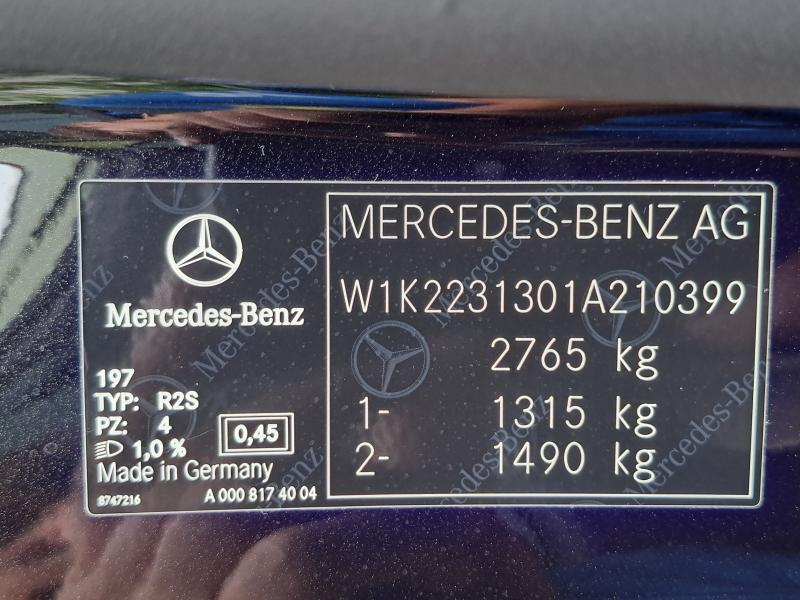 Mercedes-Benz
197
TYP: R2S
PZ: 4
1,0 %
0,45
Made in Germany
8747216
A 000 817 40 04
MERCEDES-BENZ AG
W1K2231301A210399
2765 kg
1- 1315 kg
2- 1490 kg